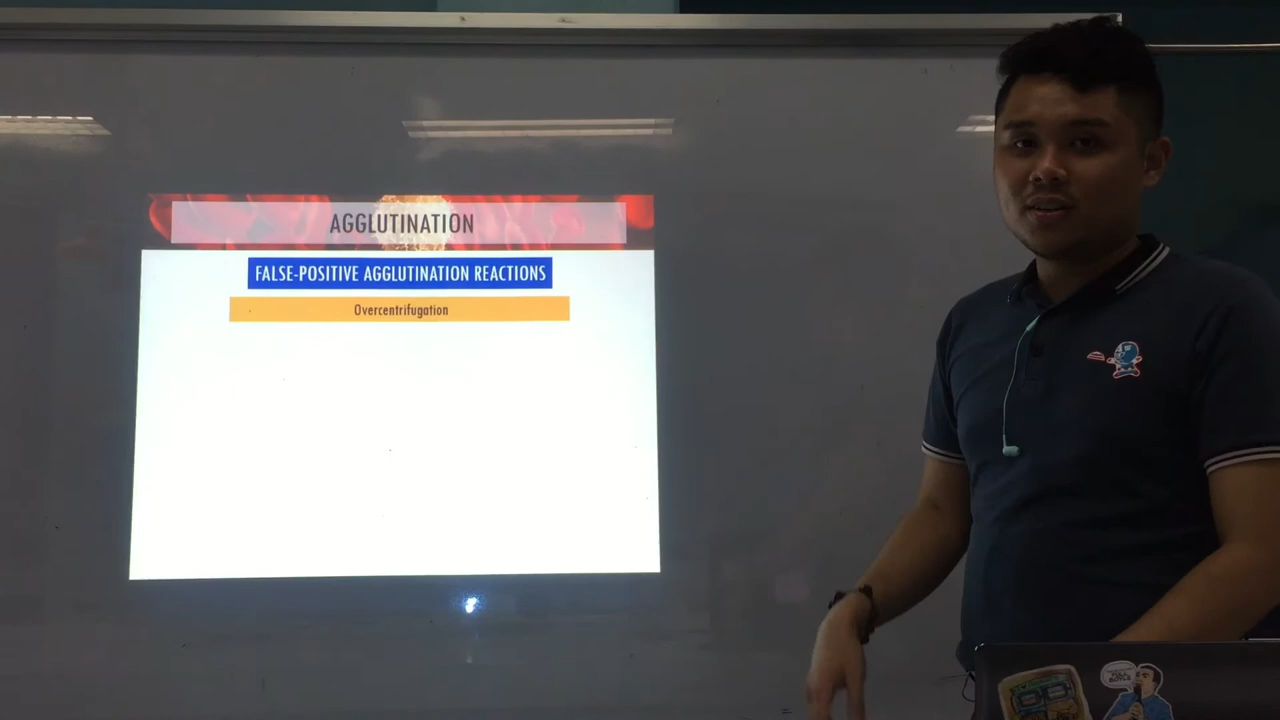 AGGLUTINATION
FALSE-POSITIVE AGGLUTINATION REACTIONS
Overcentrifugation